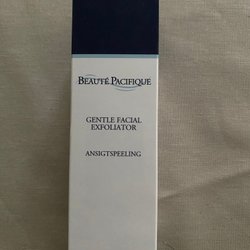 BEAUTÉ PACIFIQUE
GENTLE FACIAL
EXFOLIATOR
ANSIGTSPEELING